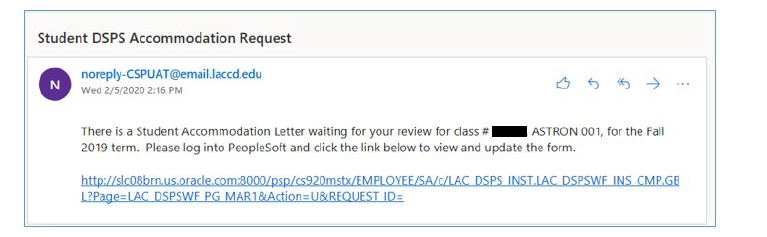 Student DSPS Accommodation Request
N
noreply-CSPUAT@email.laccd.edu
Wed 2/5/2020 2:16 PM
There is a Student Accommodation Letter waiting for your review for class # ASTRON 001, for the Fall
2019 term. Please log into PeopleSoft and click the link below to view and update the form.
http://slc08brn.us.oracle.com:8000/psp/cs920mstx/EMPLOYEE/SA/c/LAC_DSPS_INST.LAC_DSPSWF_INS_CMP.GB
L?Page=LAC_DSPSWF_PG_MAR1&Action=U&REQUEST_ID=